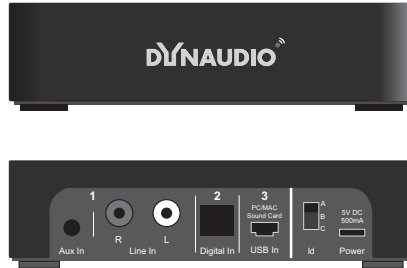 DYNAUDIO
1 2 3
PC/MAC
Sound Card
A
B
C
5V DC
500mA
R L
Aux In Line In Digital In USB In Id Power